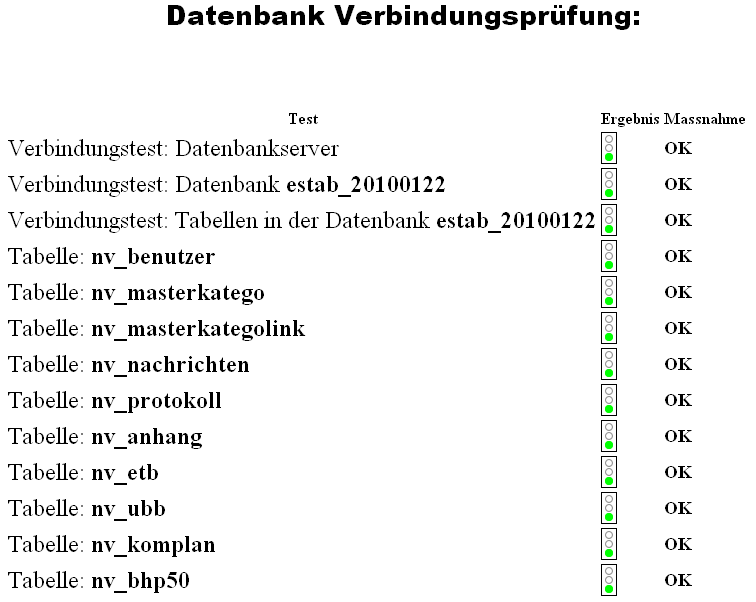 Datenbank Verbindungsprüfung:
Test Ergebnis Massnahme
Verbindungstest: Datenbankserver OK
Verbindungstest: Datenbank estab_20100122 OK
Verbindungstest: Tabellen in der Datenbank estab_20100122 OK
Tabelle: nv_benutzer OK
Tabelle: nv_masterkatego OK
Tabelle: nv_masterkategolink OK
Tabelle: nv_nachrichten OK
Tabelle: nv_protokoll OK
Tabelle: nv_anhang OK
Tabelle: nv_etb OK
Tabelle: nv_ubb OK
Tabelle: nv_komplan OK
Tabelle: nv_bhp50 OK